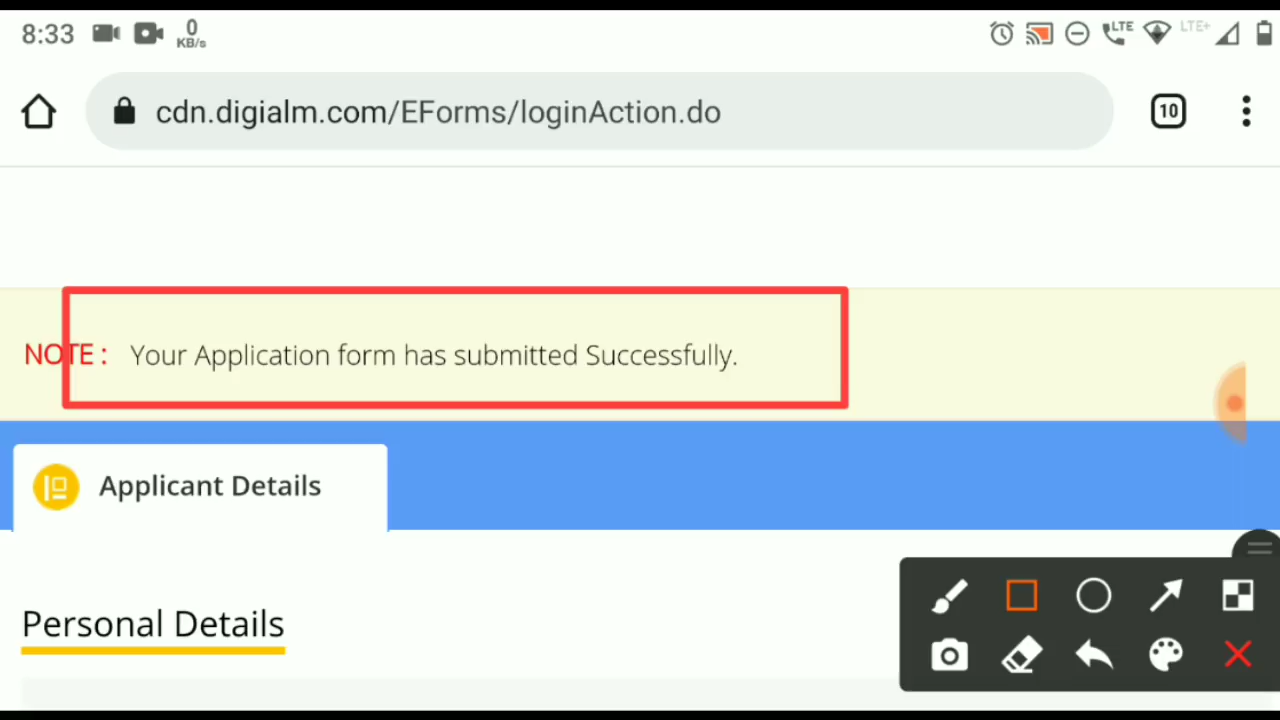 8:33 0 KB/s LTE LTE+
cdn.digialm.com/EForms/loginAction.do 10
NOTE : Your Application form has submitted Successfully.
Applicant Details
Personal Details